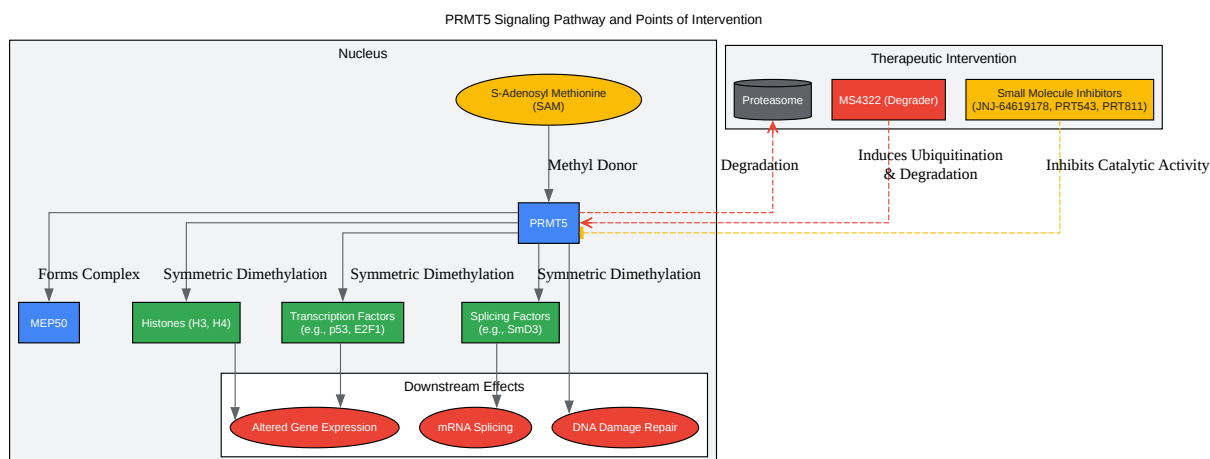 PRMT5 Signaling Pathway and Points of Intervention
Nucleus
Therapeutic Intervention
S-Adenosyl Methionine
(SAM)
Proteasome
MS4322 (Degrader)
Small Molecule Inhibitors
(JNJ-64619178, PRT543, PRT811)
Methyl Donor
Degradation
Induces Ubiquitination
& Degradation
Inhibits Catalytic Activity
PRMT5
Forms Complex
Symmetric Dimethylation
Symmetric Dimethylation
Symmetric Dimethylation
MEP50
Histones (H3, H4)
Transcription Factors
(e.g., p53, E2F1)
Splicing Factors
(e.g., SmD3)
Downstream Effects
Altered Gene Expression
mRNA Splicing
DNA Damage Repair